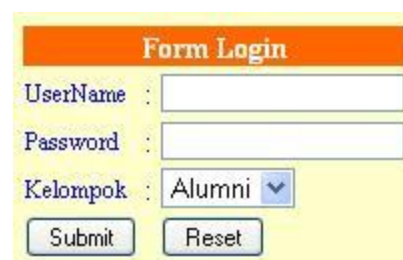 Form Login
UserName :
Password :
Kelompok : Alumni
Submit Reset